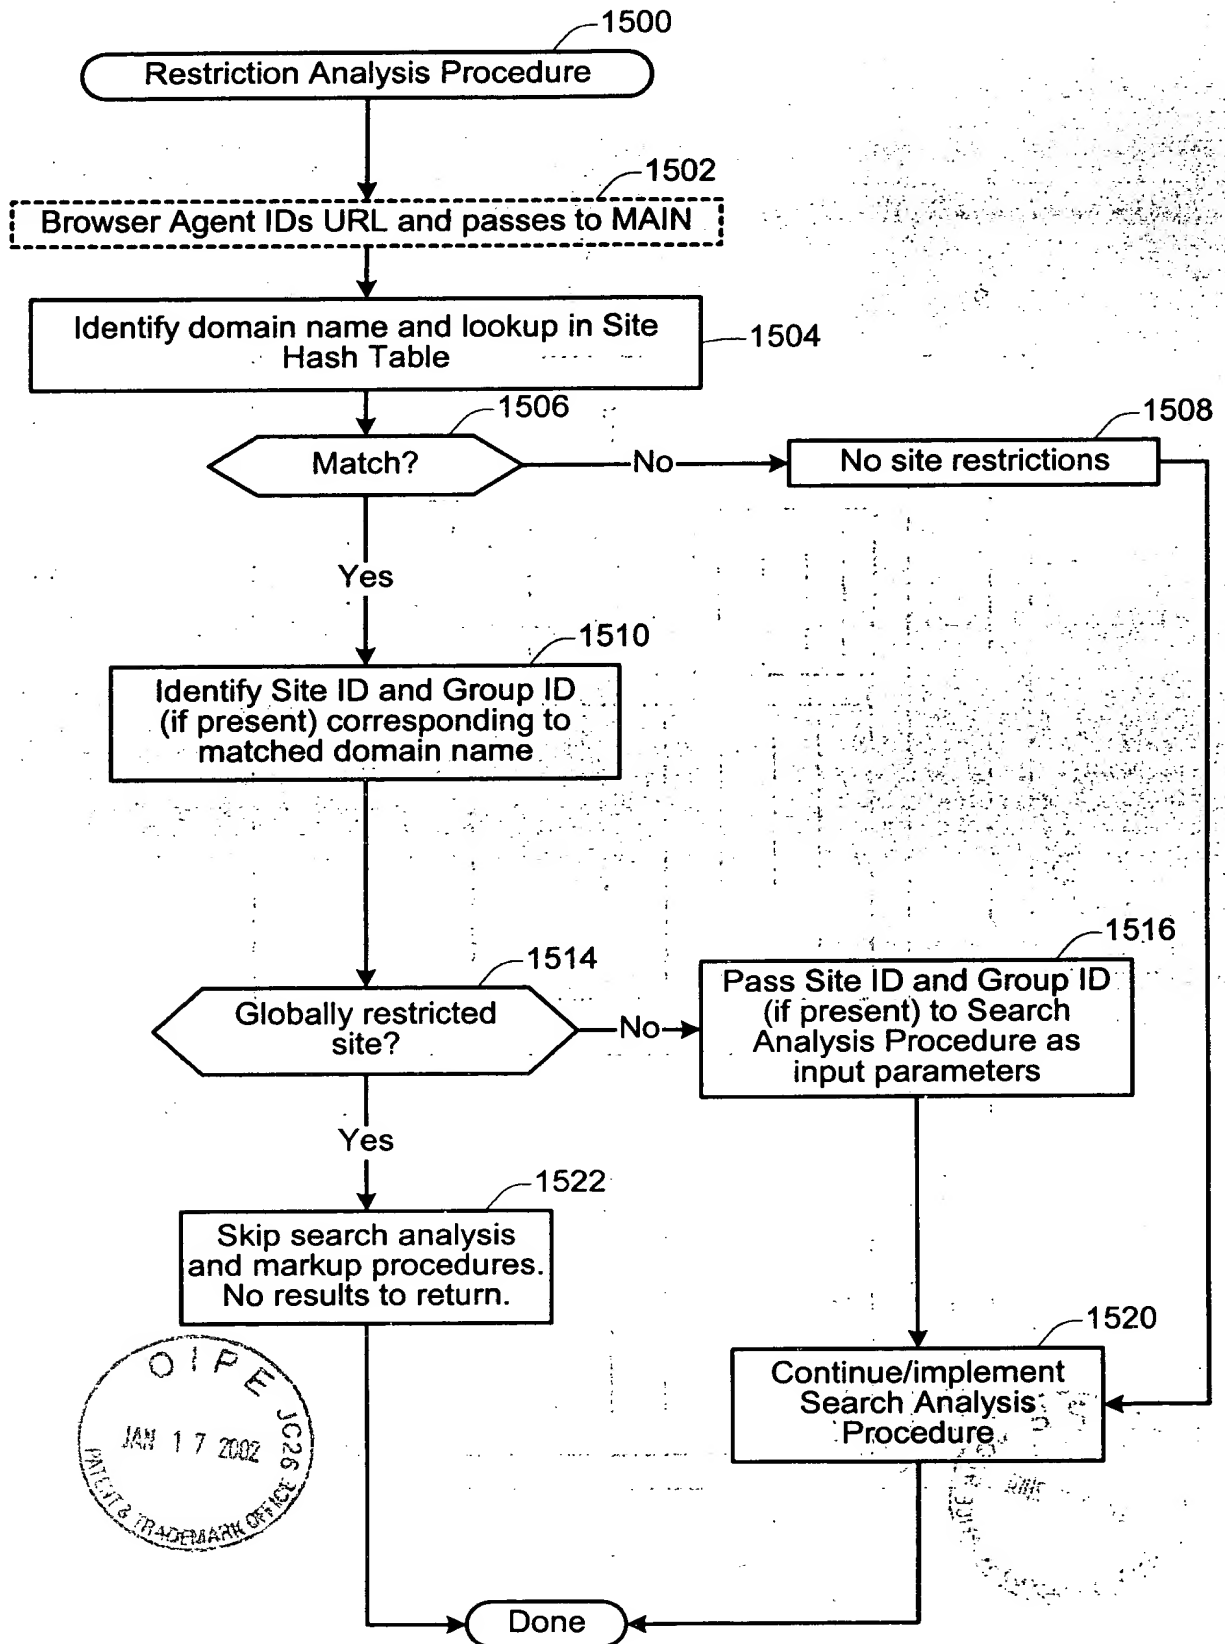 1500
Restriction Analysis Procedure
1502
Browser Agent IDs URL and passes to MAIN
Identify domain name and lookup in Site
Hash Table
1504
1506
Match?
No
1508
No site restrictions
Yes
1510
Identify Site ID and Group ID
(if present) corresponding to
matched domain name
1514
Globally restricted
site?
No
1516
Pass Site ID and Group ID
(if present) to Search
Analysis Procedure as
input parameters
Yes
1522
Skip search analysis
and markup procedures.
No results to return.
1520
Continue/implement
Search Analysis
Procedure
OIPE JC26
JAN 17 2002
PATENT & TRADEMARK OFFICE
Done